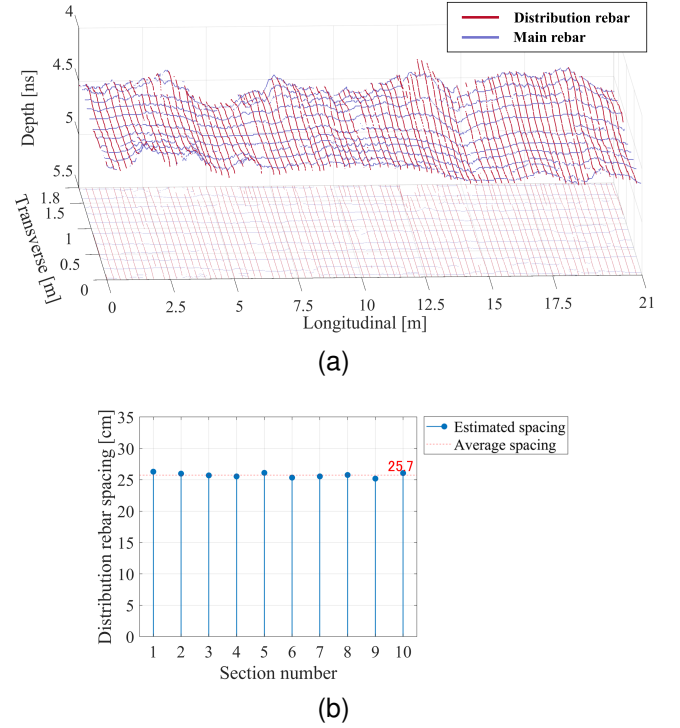 4
4.5
5
5.5
Depth [ns]
Distribution rebar
Main rebar
1.8
1.5
1
0.5
0
Transverse [m]
0
2.5
5
7.5
10
12.5
15
17.5
21
Longitudinal [m]
(a)
35
30
25
20
15
10
5
0
Distribution rebar spacing [cm]
25.7
Estimated spacing
Average spacing
1 2 3 4 5 6 7 8 9 10
Section number
(b)